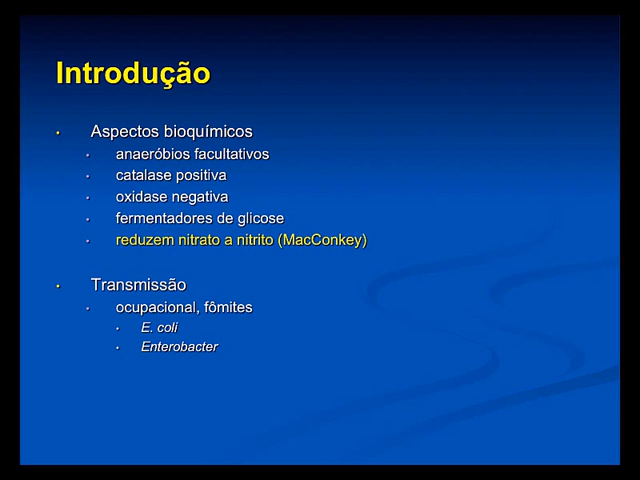 Introdução
Aspectos bioquímicos
anaeróbios facultativos
catalase positiva
oxidase negativa
fermentadores de glicose
reduzem nitrato a nitrito (MacConkey)
Transmissão
ocupacional, fômites
E. coli
Enterobacter